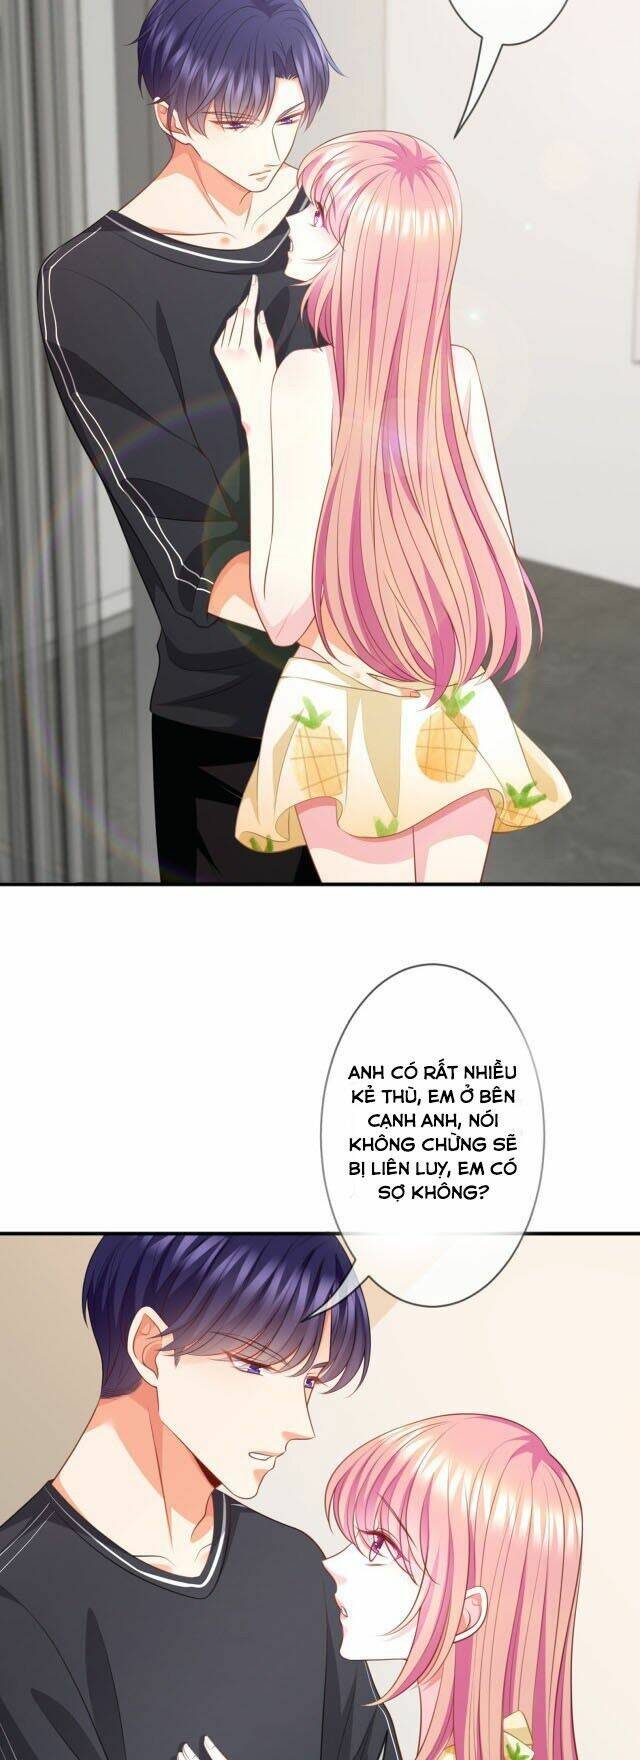 ANH CÓ RẤT NHIỀU
KẺ THÙ, EM Ở BÊN
CẠNH ANH, NÓI
KHÔNG CHỪNG SẼ
BỊ LIÊN LUỴ, EM CÓ
SỢ KHÔNG?